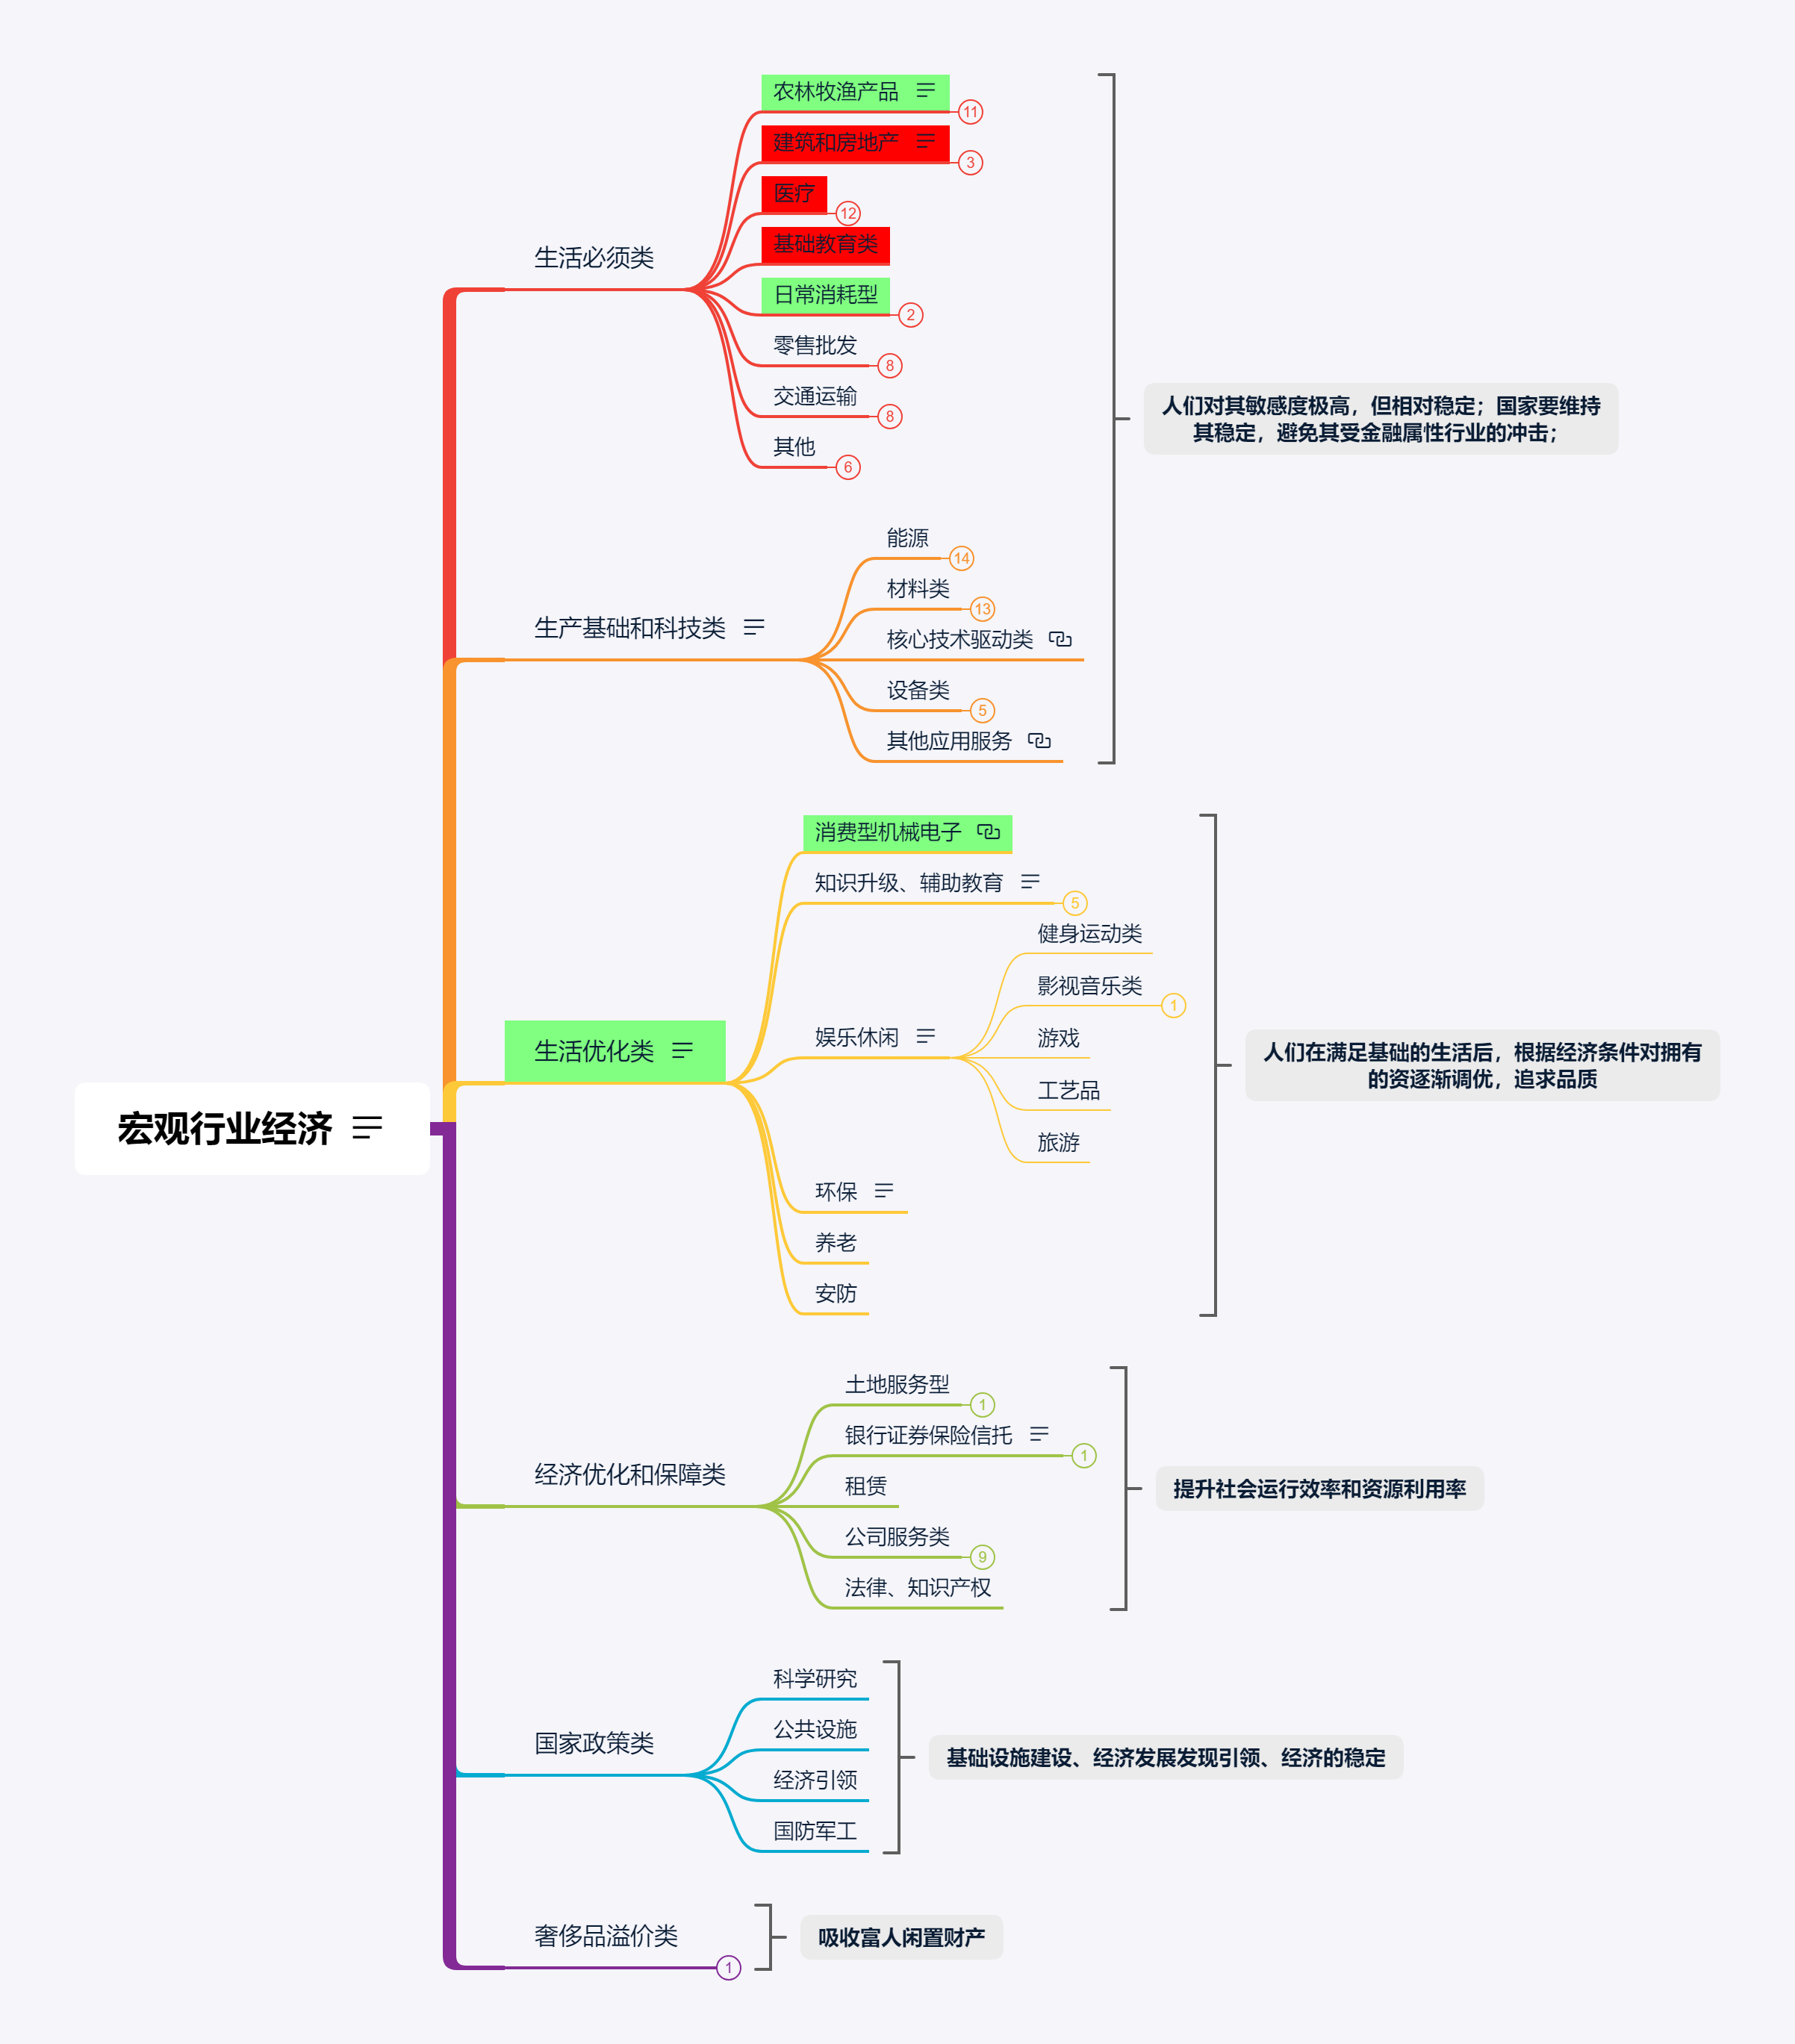 宏观行业经济
生活必须类
农林牧渔产品
11
建筑和房地产
3
医疗
12
基础教育类
日常消耗型
2
零售批发
8
交通运输
8
其他
6
生产基础和科技类
能源
14
材料类
13
核心技术驱动类
设备类
5
其他应用服务
人们对其敏感度极高，但相对稳定；国家要维持
其稳定，避免其受金融属性行业的冲击；
生活优化类
消费型机械电子
知识升级、辅助教育
5
娱乐休闲
健身运动类
影视音乐类
1
游戏
工艺品
旅游
环保
养老
安防
人们在满足基础的生活后，根据经济条件对拥有
的资逐渐调优，追求品质
经济优化和保障类
土地服务型
1
银行证券保险信托
1
租赁
公司服务类
9
法律、知识产权
提升社会运行效率和资源利用率
国家政策类
科学研究
公共设施
经济引领
国防军工
基础设施建设、经济发展发现引领、经济的稳定
奢侈品溢价类
1
吸收富人闲置财产